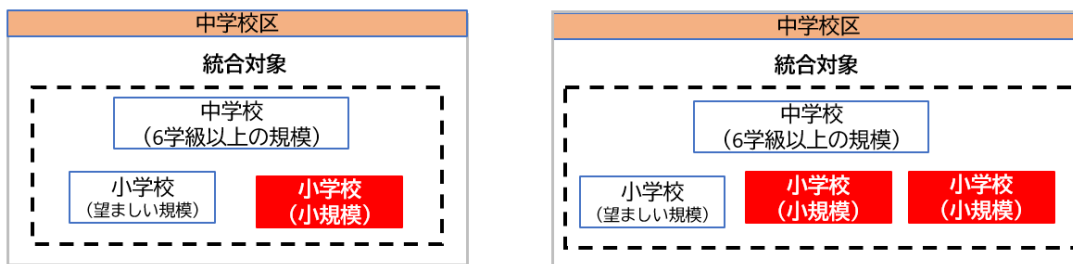 中学校区
統合対象
中学校
（6学級以上の規模）
小学校
（望ましい規模）
小学校
（小規模）
中学校区
統合対象
中学校
（6学級以上の規模）
小学校
（望ましい規模）
小学校
（小規模）
小学校
（小規模）